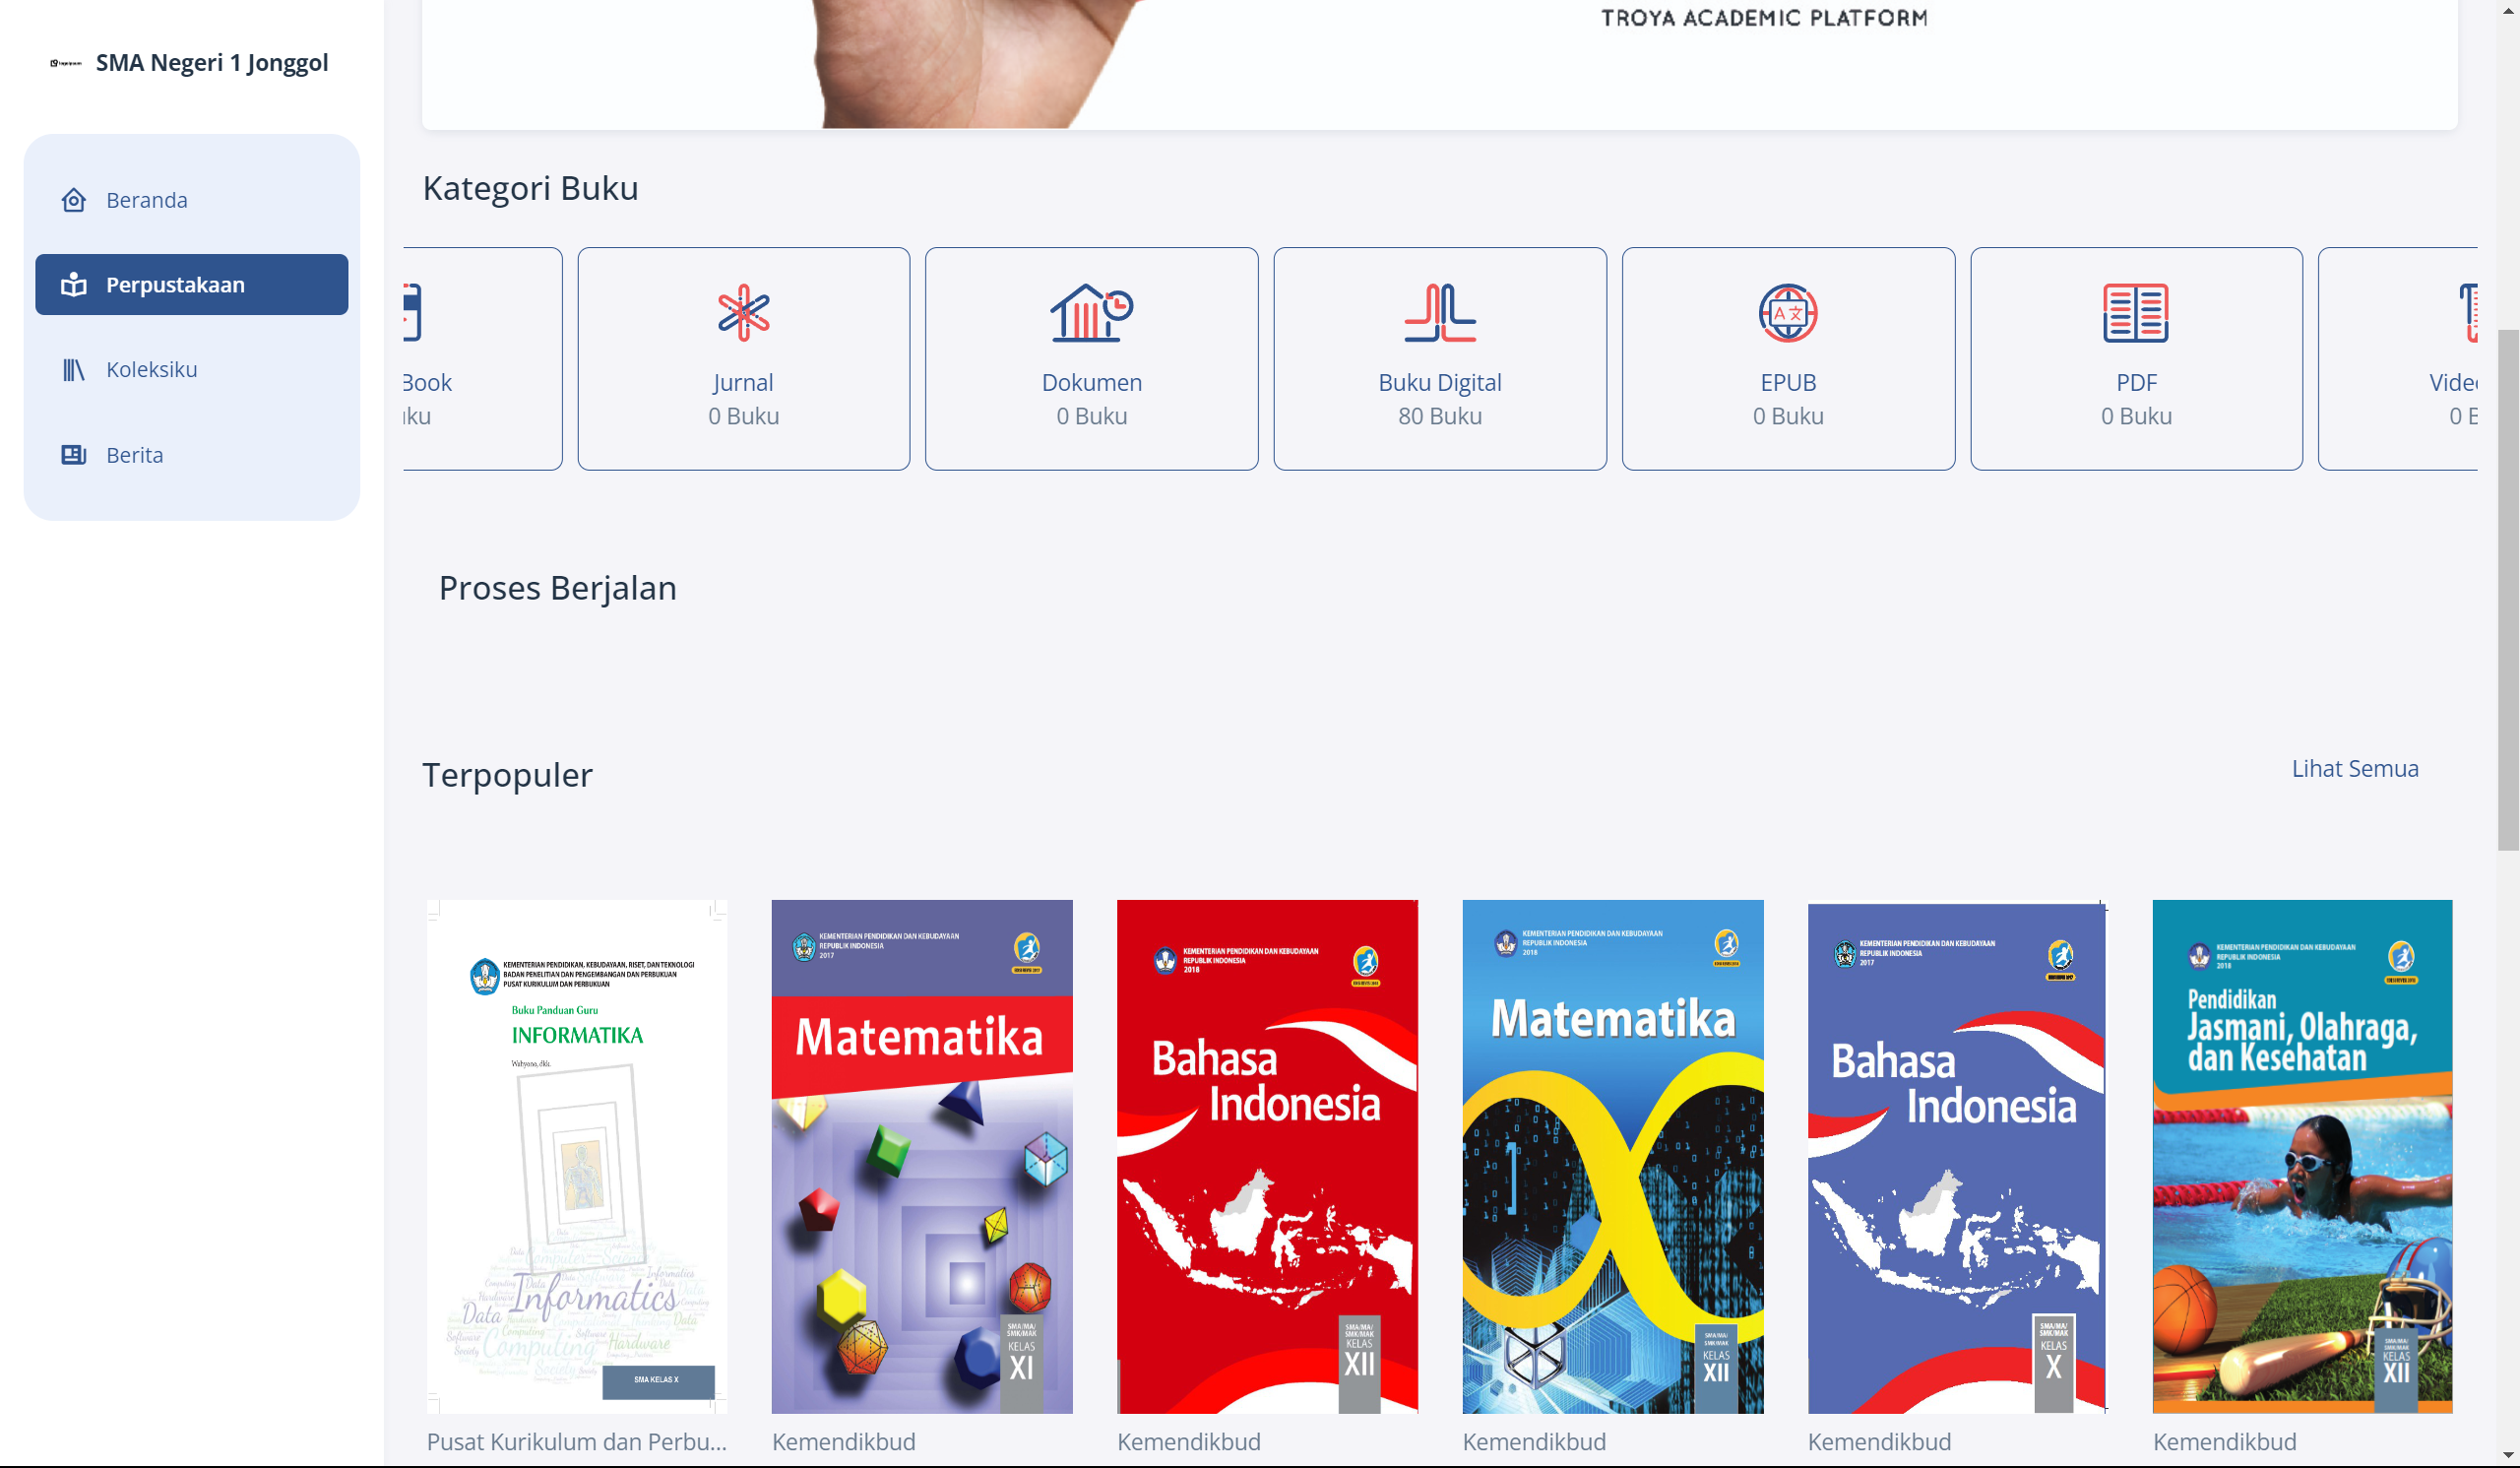 TROYA ACADEMIC PLATFORM
SMA Negeri 1 Jonggol
Beranda
Perpustakaan
Koleksiku
Berita
Kategori Buku
Book
Jurnal
0 Buku
Dokumen
0 Buku
Buku Digital
80 Buku
EPUB
0 Buku
PDF
0 Buku
0 B
Proses Berjalan
Terpopuler
Lihat Semua
KEMENTERIAN PENDIDIKAN, KEBUDAYAAN, RISET, DAN TEKNOLOGI
BADAN PENELITIAN DAN PENGEMBANGAN DAN PERBUKUAN
PUSAT KURIKULUM DAN PERBUKUAN
Buku Panduan Guru
INFORMATIKA
Wahyono, dkk.
Informatics
Data
Computing
Hardware
Software
Society
SMA KELAS X
Pusat Kurikulum dan Perbu...
KEMENTERIAN PENDIDIKAN DAN KEBUDAYAAN
REPUBLIK INDONESIA
2017
Matematika
SMA/MA/
SMK/MAK
KELAS
XI
Kemendikbud
KEMENTERIAN PENDIDIKAN DAN KEBUDAYAAN
REPUBLIK INDONESIA
2018
Bahasa
Indonesia
SMA/MA/
SMK/MAK
KELAS
XII
Kemendikbud
KEMENTERIAN PENDIDIKAN DAN KEBUDAYAAN
REPUBLIK INDONESIA
2018
Matematika
SMA/MA/
SMK/MAK
KELAS
XII
Kemendikbud
KEMENTERIAN PENDIDIKAN DAN KEBUDAYAAN
REPUBLIK INDONESIA
2017
Bahasa
Indonesia
SMA/MA/
SMK/MAK
KELAS
X
Kemendikbud
KEMENTERIAN PENDIDIKAN DAN KEBUDAYAAN
REPUBLIK INDONESIA
2018
Pendidikan
Jasmani, Olahraga,
dan Kesehatan
SMA/MA/
SMK/MAK
KELAS
XII
Kemendikbud